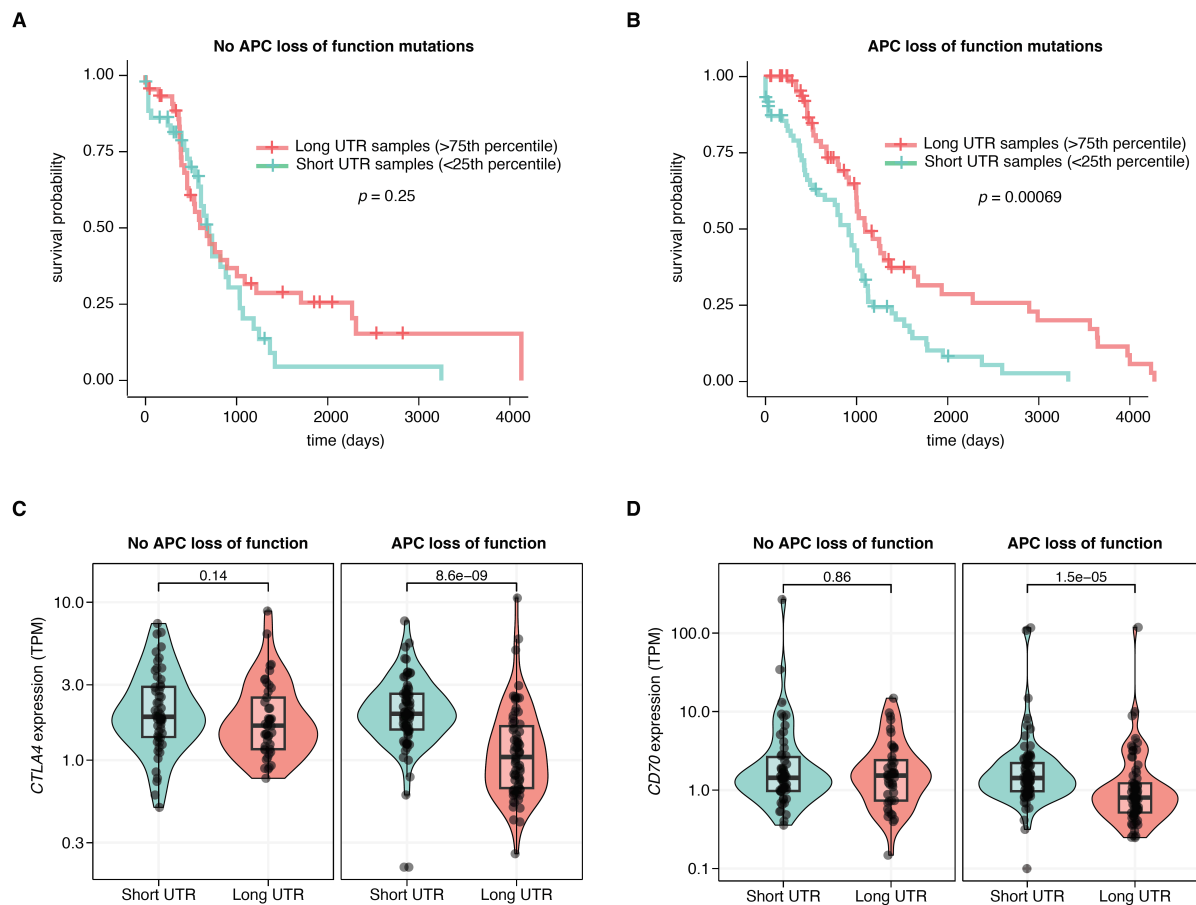 A
No APC loss of function mutations
1.00
0.75
0.50
0.25
0.00
survival probability
Long UTR samples (>75th percentile)
Short UTR samples (<25th percentile)
p = 0.25
0 1000 2000 3000 4000
time (days)
B
APC loss of function mutations
1.00
0.75
0.50
0.25
0.00
survival probability
Long UTR samples (>75th percentile)
Short UTR samples (<25th percentile)
p = 0.00069
0 1000 2000 3000 4000
time (days)
C
No APC loss of function
APC loss of function
0.14
8.6e−09
10.0
3.0
1.0
0.3
CTLA4 expression (TPM)
Short UTR Long UTR Short UTR Long UTR
D
No APC loss of function
APC loss of function
0.86
1.5e−05
100.0
10.0
1.0
0.1
CD70 expression (TPM)
Short UTR Long UTR Short UTR Long UTR